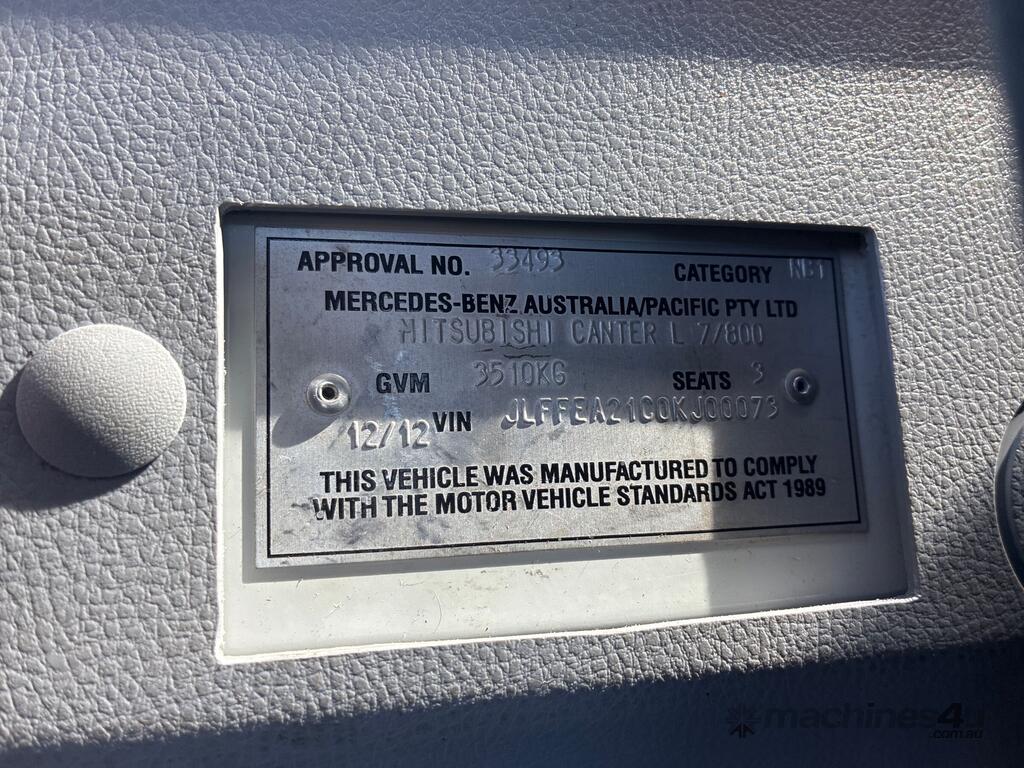 APPROVAL NO. 33493 CATEGORY NB1
MERCEDES-BENZ AUSTRALIA/PACIFIC PTY LTD
MITSUBISHI CANTER L 7/800
GVM 3510KG SEATS 3
12/12 VIN JLFFEA21C0KJ00073
THIS VEHICLE WAS MANUFACTURED TO COMPLY
WITH THE MOTOR VEHICLE STANDARDS ACT 1989
machines4u
.com.au